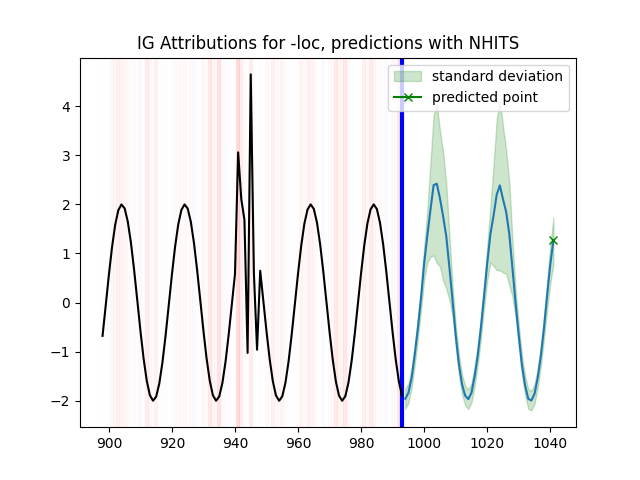 IG Attributions for -loc, predictions with NHITS
standard deviation
predicted point
4
3
2
1
0
−1
−2
900 920 940 960 980 1000 1020 1040